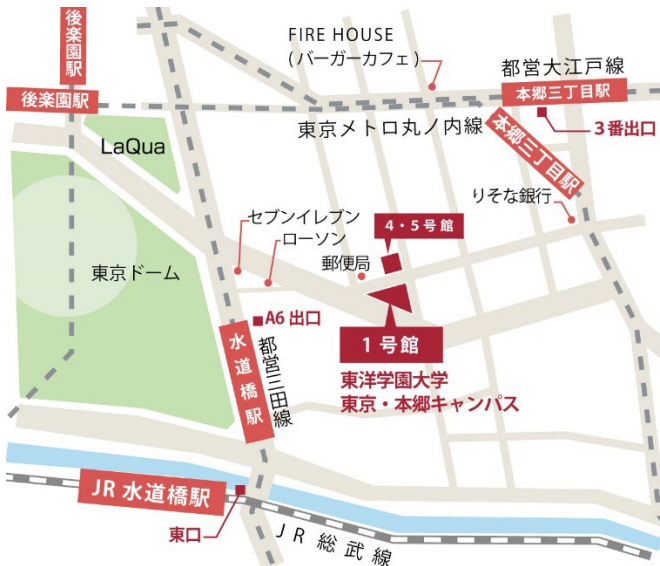 後楽園駅
後楽園駅
FIRE HOUSE
(バーガーカフェ)
都営大江戸線
本郷三丁目駅
東京メトロ丸ノ内線
3番出口
本郷三丁目駅
LaQua
りそな銀行
セブンイレブン
ローソン
4・5号館
郵便局
東京ドーム
A6出口
1号館
水道橋駅
都営三田線
東洋学園大学
東京・本郷キャンパス
JR 水道橋駅
東口
JR 総武線